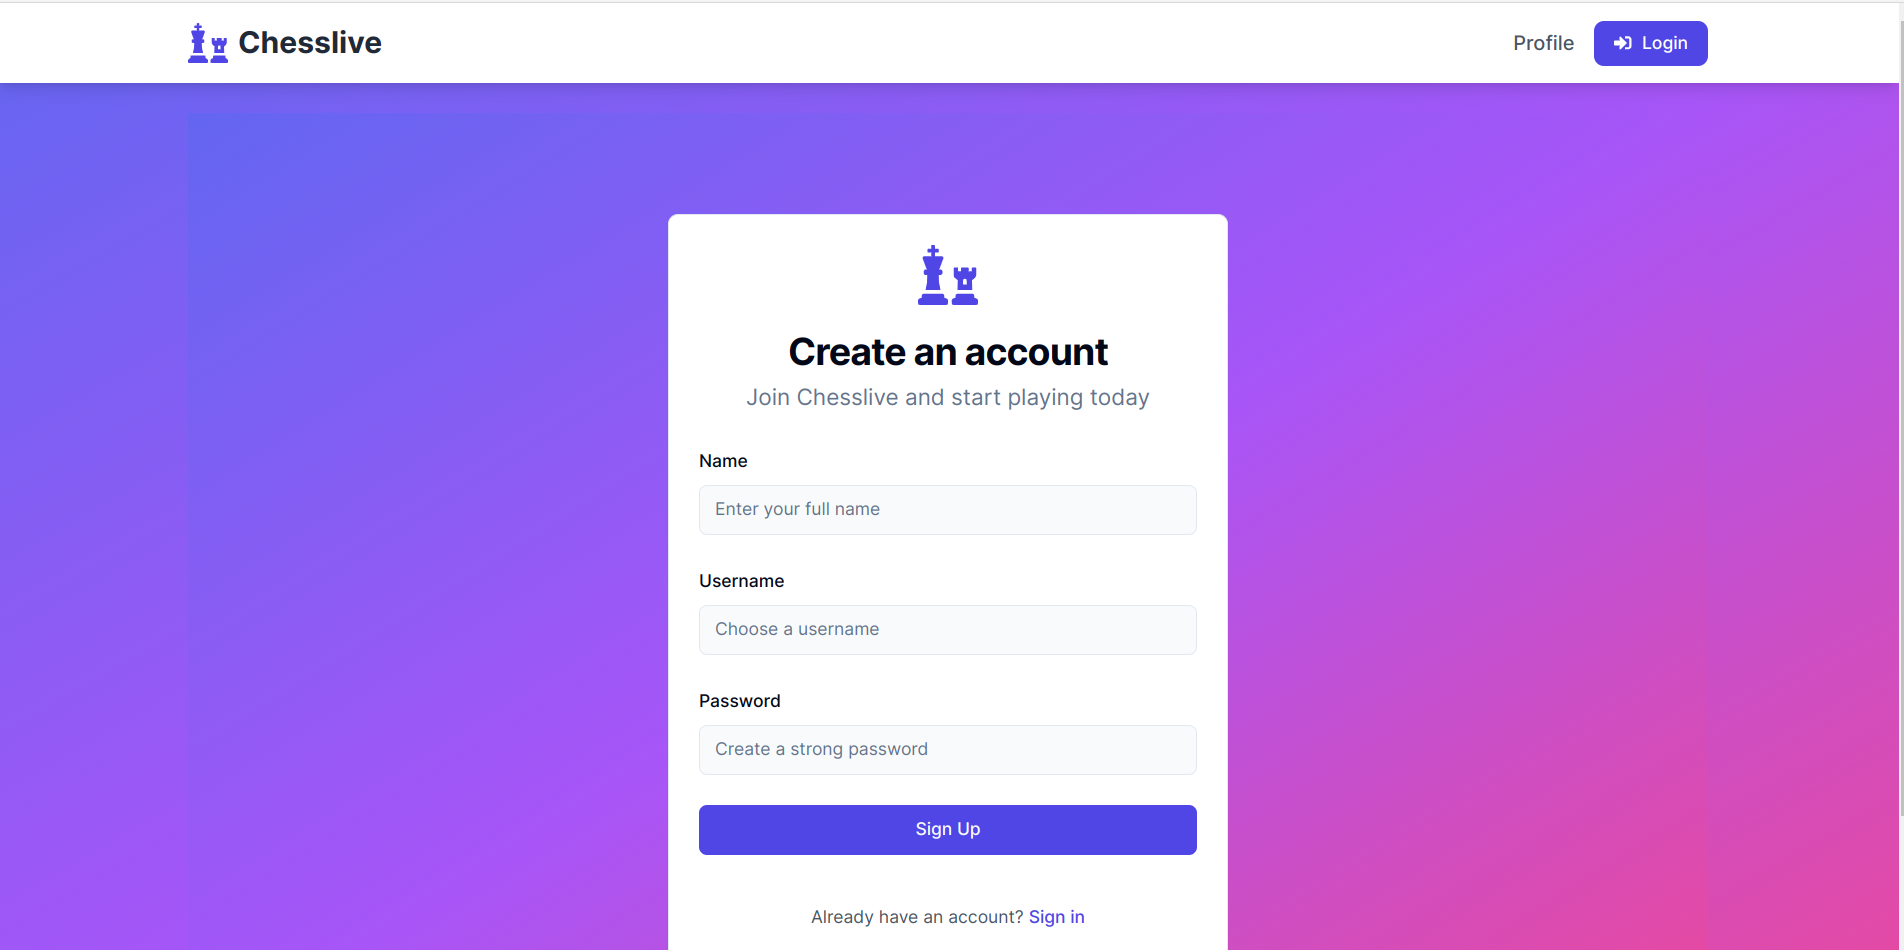 Chesslive
Profile
Login
Create an account
Join Chesslive and start playing today
Name
Enter your full name
Username
Choose a username
Password
Create a strong password
Sign Up
Already have an account? Sign in